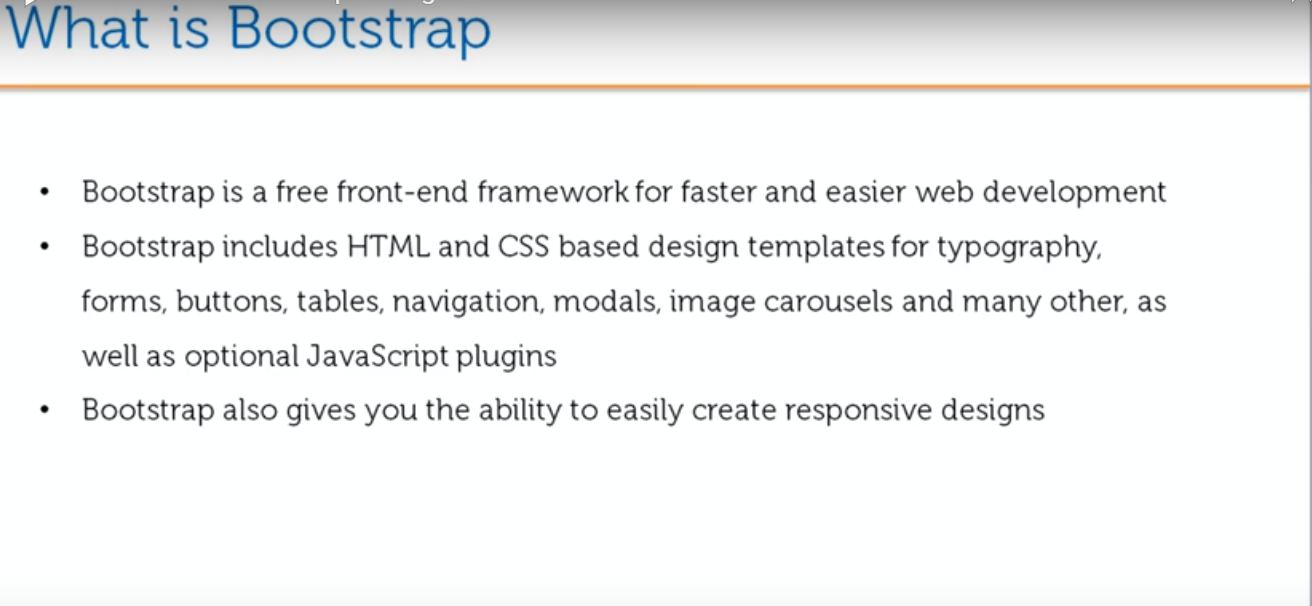 What is Bootstrap
• Bootstrap is a free front-end framework for faster and easier web development
• Bootstrap includes HTML and CSS based design templates for typography,
forms, buttons, tables, navigation, modals, image carousels and many other, as
well as optional JavaScript plugins
• Bootstrap also gives you the ability to easily create responsive designs